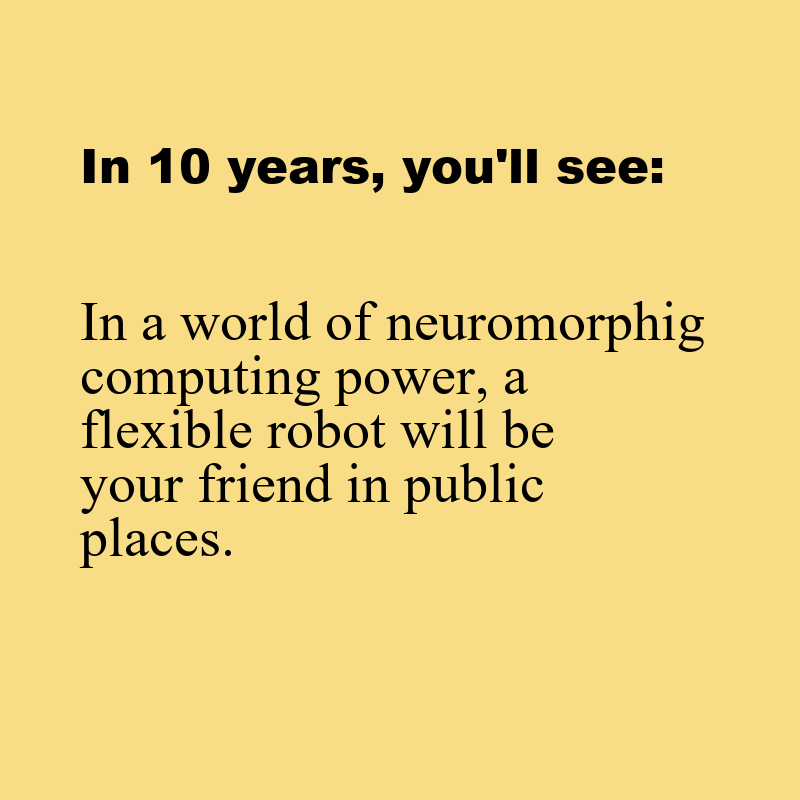 In 10 years, you'll see:
In a world of neuromorphig
computing power, a
flexible robot will be
your friend in public
places.